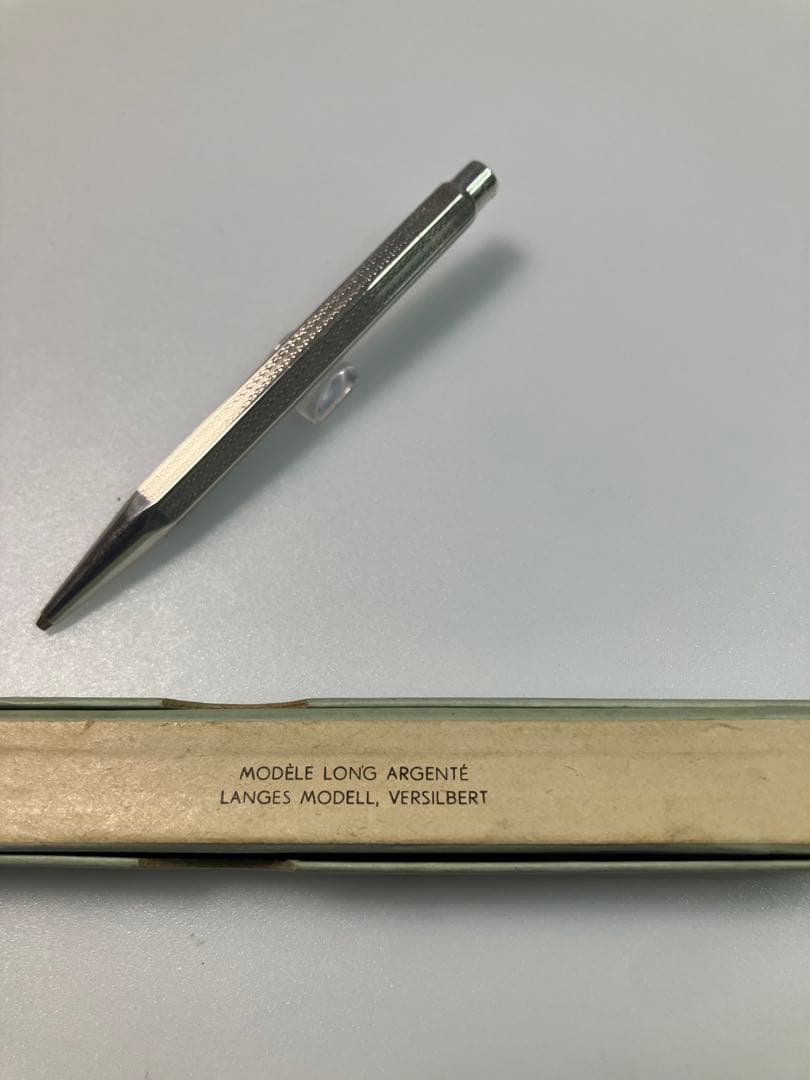 MODÈLE LONG ARGENTÉ
LANGES MODELL, VERSILBERT